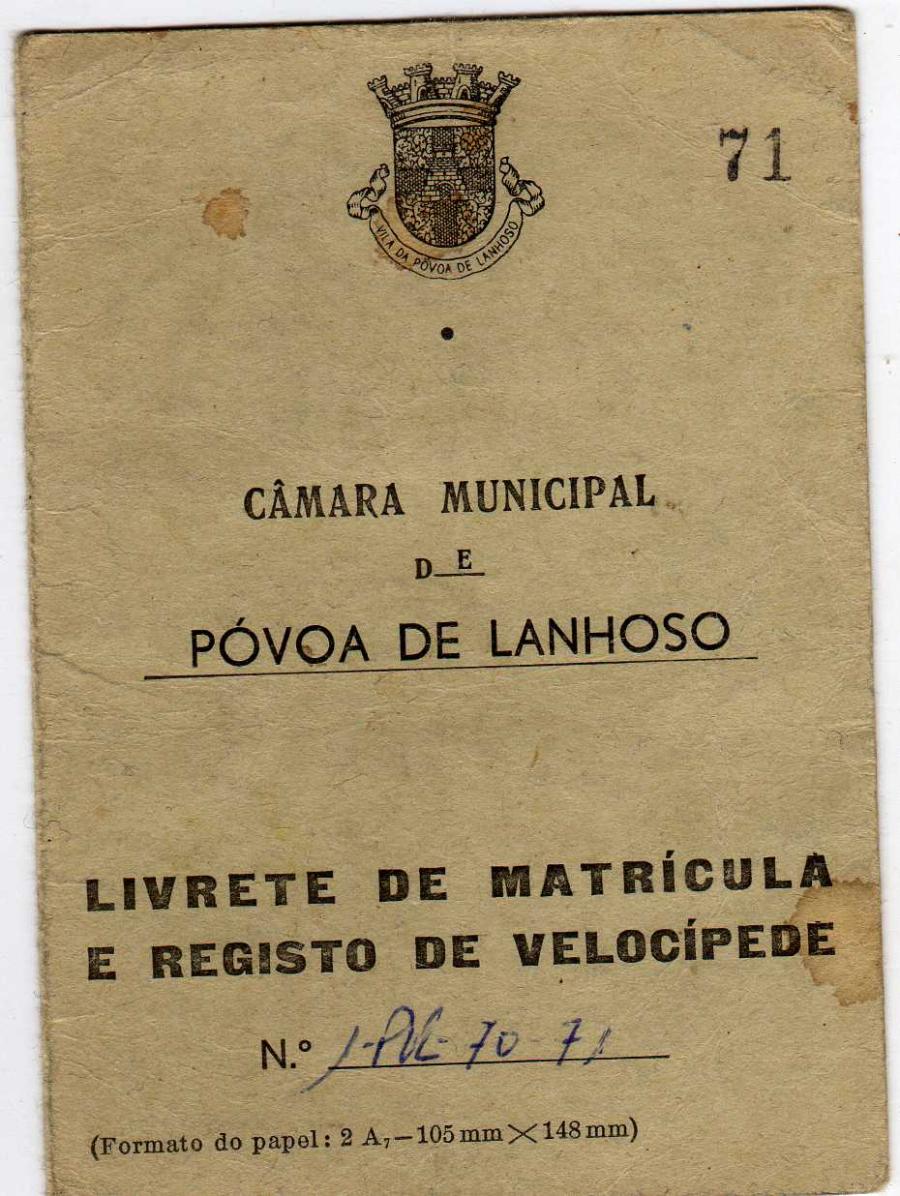 71
VILA DA PÓVOA DE LANHOSO
CÂMARA MUNICIPAL
DE
PÓVOA DE LANHOSO
LIVRETE DE MATRÍCULA
E REGISTO DE VELOCÍPEDE
N.º 1-PVL-70-71
(Formato do papel: 2 A₇—105 mm × 148 mm)